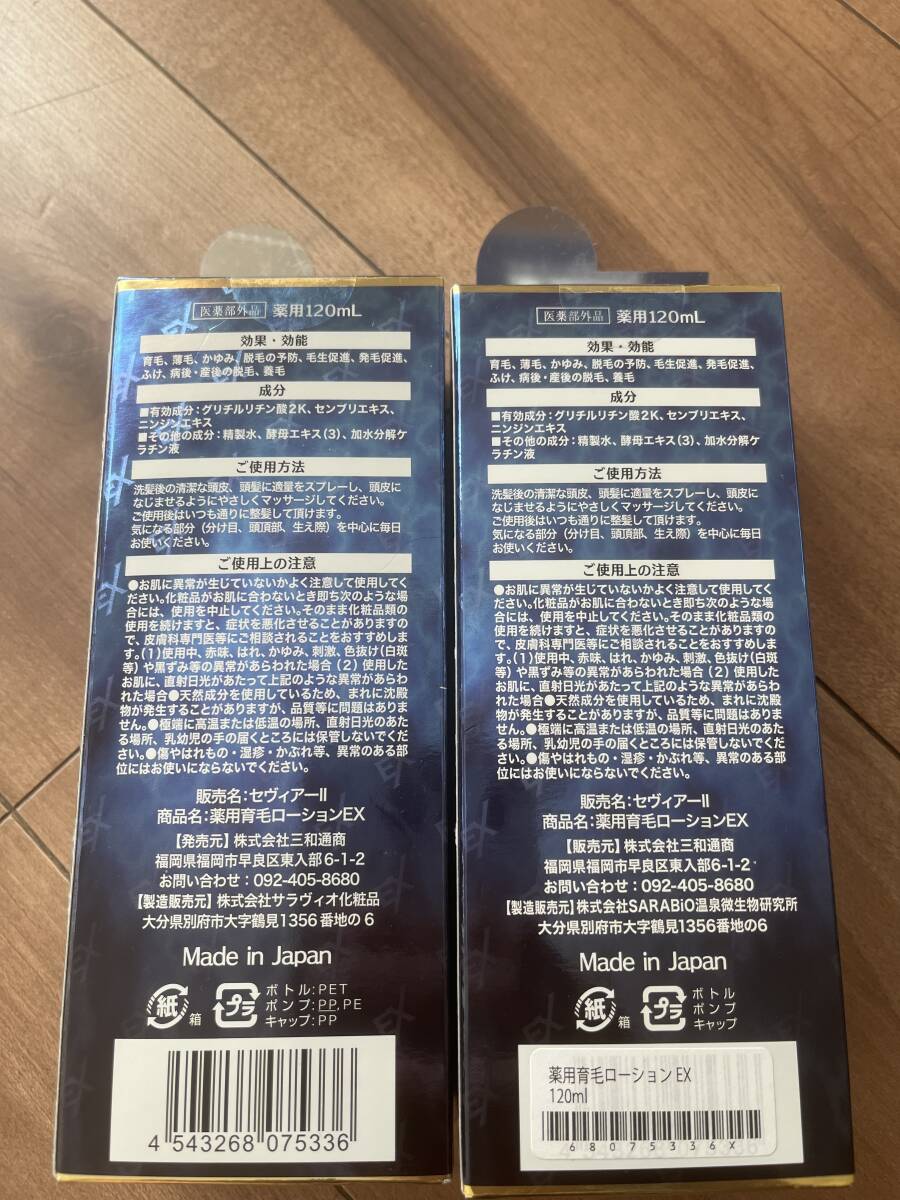 医薬部外品 薬用120mL
効果・効能
育毛、薄毛、かゆみ、脱毛の予防、毛生促進、発毛促進、
ふけ、病後・産後の脱毛、養毛
成分
■有効成分：グリチルリチン酸2K、センブリエキス、
ニンジンエキス
■その他の成分：精製水、酵母エキス(3)、加水分解ケ
ラチン液
ご使用方法
洗髪後の清潔な頭皮、頭髪に適量をスプレーし、頭皮に
なじませるようにやさしくマッサージしてください。
ご使用後はいつも通りに整髪して頂けます。
気になる部分（分け目、頭頂部、生え際）を中心に毎日
お使いください。
ご使用上の注意
●お肌に異常が生じていないかよく注意して使用してく
ださい。化粧品がお肌に合わないとき即ち次のような場
合には、使用を中止してください。そのまま化粧品類の
使用を続けますと、症状を悪化させることがありますの
で、皮膚科専門医等にご相談されることをおすすめしま
す。(1)使用中、赤味、はれ、かゆみ、刺激、色抜け(白斑
等)や黒ずみ等の異常があらわれた場合(2)使用した
お肌に、直射日光があたって上記のような異常があらわ
れた場合●天然成分を使用しているため、まれに沈殿
物が発生することがありますが、品質等に問題はありま
せん。●極端に高温または低温の場所、直射日光のあた
る場所、乳幼児の手の届くところには保管しないでくだ
さい。●傷やはれもの・湿疹・かぶれ等、異常のある部
位にはお使いにならないでください。
販売名：セヴィアーII
商品名：薬用育毛ローションEX
【発売元】株式会社三和通商
福岡県福岡市早良区東入部6-1-2
お問い合わせ：092-405-8680
【製造販売元】株式会社サラヴィオ化粧品
大分県別府市大字鶴見1356番地の6
Made in Japan
紙 箱
プラ
ボトル:PET
ポンプ:PP,PE
キャップ:PP
4 543268 075336
医薬部外品 薬用120mL
効果・効能
育毛、薄毛、かゆみ、脱毛の予防、毛生促進、発毛促進、
ふけ、病後・産後の脱毛、養毛
成分
■有効成分：グリチルリチン酸2K、センブリエキス、
ニンジンエキス
■その他の成分：精製水、酵母エキス(3)、加水分解ケ
ラチン液
ご使用方法
洗髪後の清潔な頭皮、頭髪に適量をスプレーし、頭皮に
なじませるようにやさしくマッサージしてください。
ご使用後はいつも通りに整髪して頂けます。
気になる部分（分け目、頭頂部、生え際）を中心に毎日
お使いください。
ご使用上の注意
●お肌に異常が生じていないかよく注意して使用してく
ださい。化粧品がお肌に合わないとき即ち次のような場
合には、使用を中止してください。そのまま化粧品類の
使用を続けますと、症状を悪化させることがありますの
で、皮膚科専門医等にご相談されることをおすすめしま
す。(1)使用中、赤味、はれ、かゆみ、刺激、色抜け(白斑
等)や黒ずみ等の異常があらわれた場合(2)使用した
お肌に、直射日光があたって上記のような異常があらわ
れた場合●天然成分を使用しているため、まれに沈殿
物が発生することがありますが、品質等に問題はありま
せん。●極端に高温または低温の場所、直射日光のあた
る場所、乳幼児の手の届くところには保管しないでくだ
さい。●傷やはれもの・湿疹・かぶれ等、異常のある部
位にはお使いにならないでください。
販売名：セヴィアーII
商品名：薬用育毛ローションEX
【販売元】株式会社三和通商
福岡県福岡市早良区東入部6-1-2
お問い合わせ：092-405-8680
【製造販売元】株式会社SARABiO温泉微生物研究所
大分県別府市大字鶴見1356番地の6
Made in Japan
紙 箱
プラ
ボトル
ポンプ
キャップ
薬用育毛ローション EX
120ml
68075336X